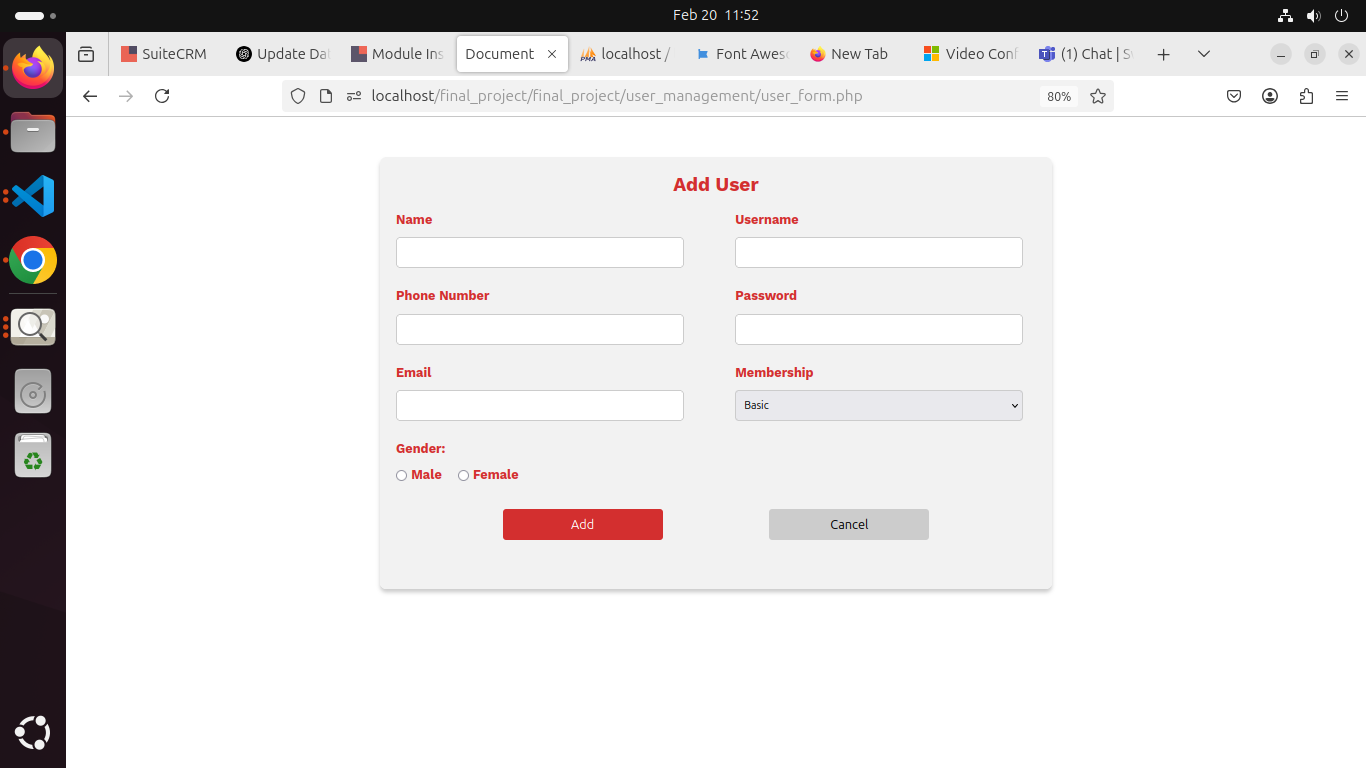 Feb 20 11:52
SuiteCRM
Update Da
Module Ins
Document
localhost /
Font Awes
New Tab
Video Conf
(1) Chat | S
localhost/final_project/final_project/user_management/user_form.php
80%
Add User
Name
Username
Phone Number
Password
Email
Membership
Basic
Gender:
Male
Female
Add
Cancel